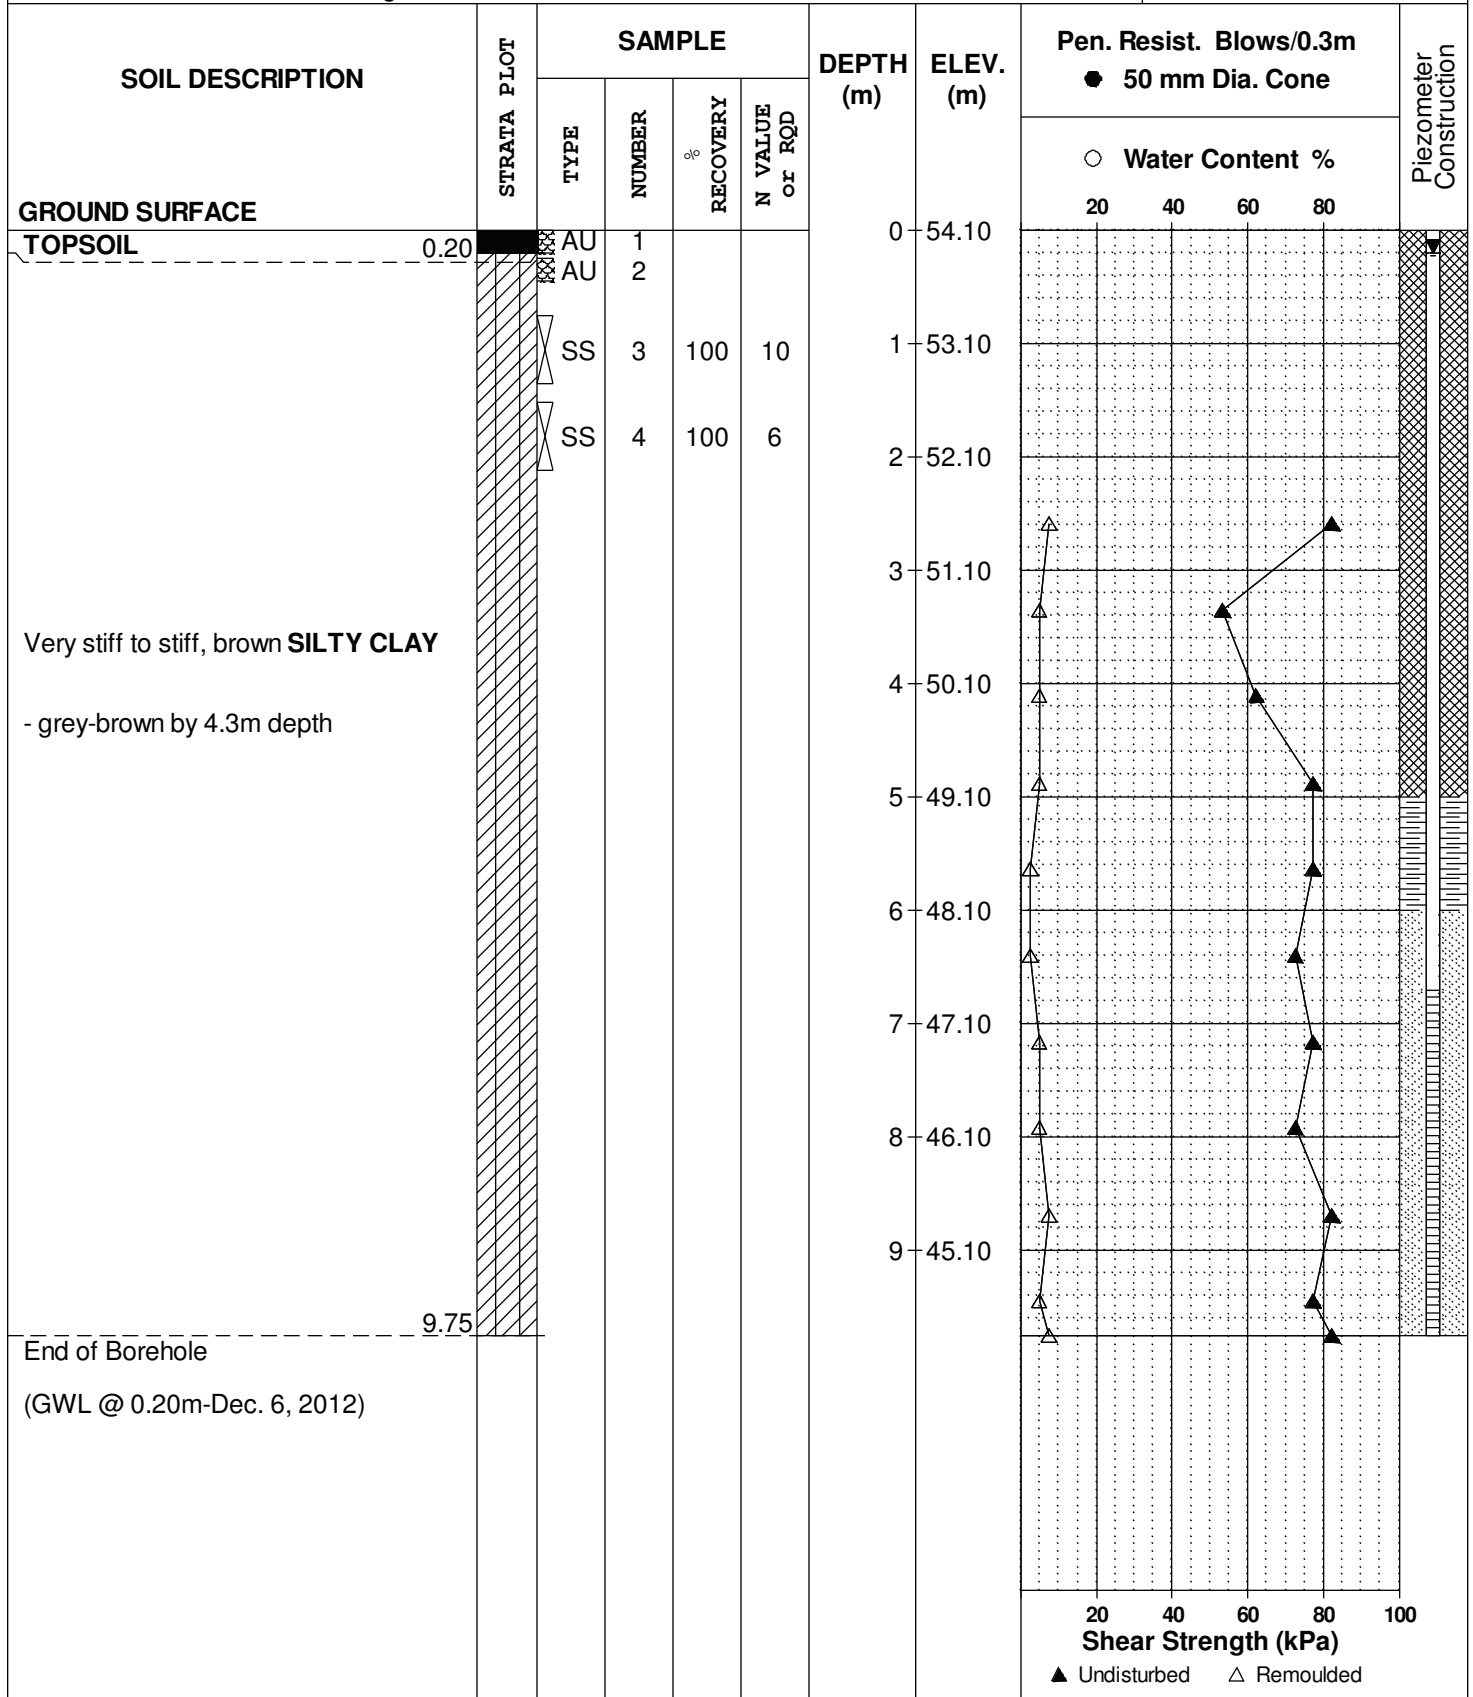 SOIL DESCRIPTION
GROUND SURFACE
STRATA PLOT
SAMPLE
TYPE
NUMBER
% RECOVERY
N VALUE or RQD
DEPTH (m)
ELEV. (m)
Pen. Resist. Blows/0.3m
● 50 mm Dia. Cone
○ Water Content %
20 40 60 80
Piezometer Construction
TOPSOIL 0.20
AU 1
AU 2
SS 3 100 10
SS 4 100 6
0 54.10
1 53.10
2 52.10
3 51.10
4 50.10
5 49.10
6 48.10
7 47.10
8 46.10
9 45.10
Very stiff to stiff, brown SILTY CLAY
- grey-brown by 4.3m depth
9.75
End of Borehole
(GWL @ 0.20m-Dec. 6, 2012)
20 40 60 80 100
Shear Strength (kPa)
▲ Undisturbed △ Remoulded